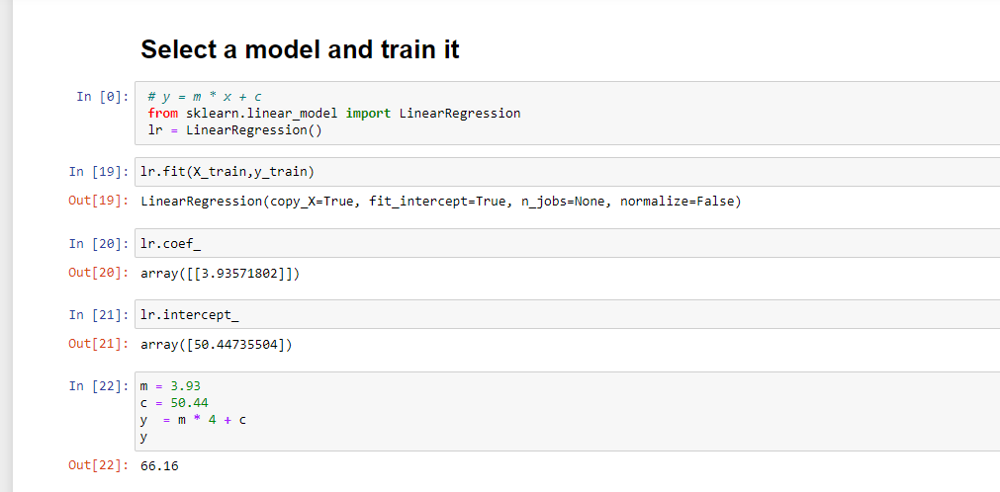 Select a model and train it
In [0]:
# y = m * x + c
from sklearn.linear_model import LinearRegression
lr = LinearRegression()
In [19]: lr.fit(X_train,y_train)
Out[19]: LinearRegression(copy_X=True, fit_intercept=True, n_jobs=None, normalize=False)
In [20]: lr.coef_
Out[20]: array([[3.93571802]])
In [21]: lr.intercept_
Out[21]: array([50.44735504])
In [22]: m = 3.93
c = 50.44
y  = m * 4 + c
y
Out[22]: 66.16